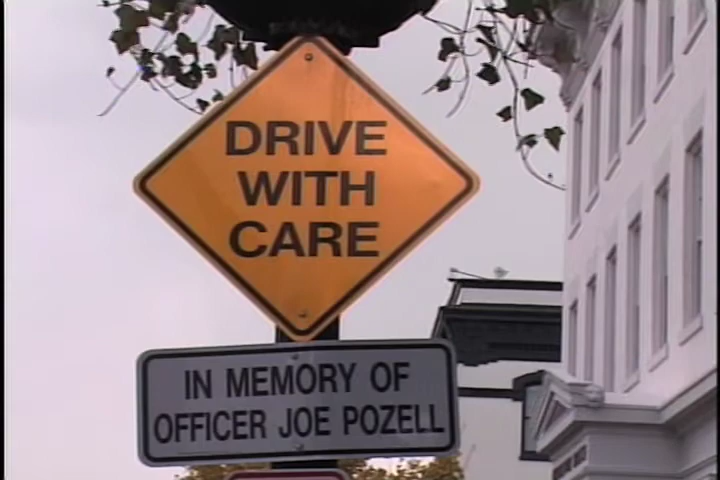 DRIVE
WITH
CARE
IN MEMORY OF
OFFICER JOE POZELL